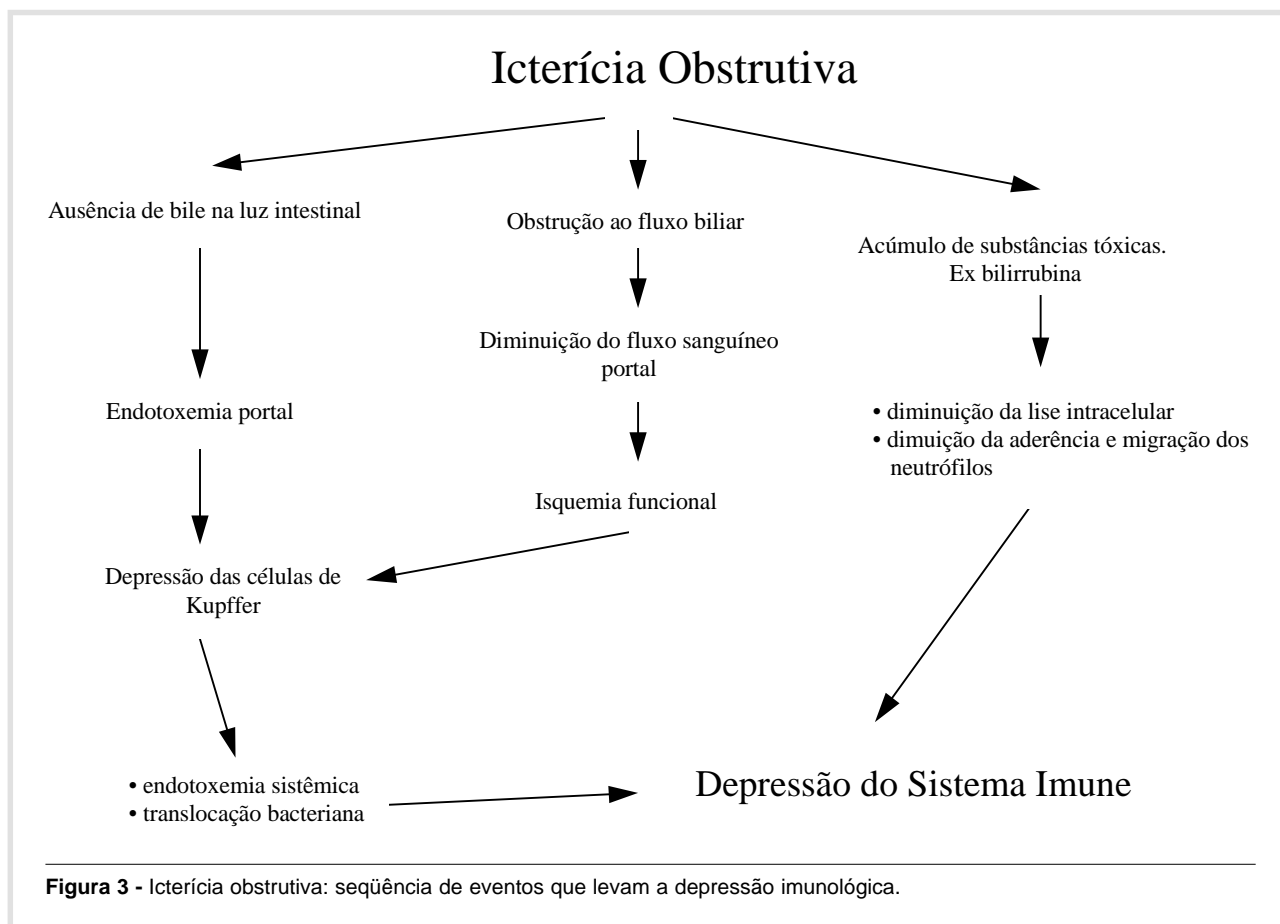 Icterícia Obstrutiva
Ausência de bile na luz intestinal
Obstrução ao fluxo biliar
Acúmulo de substâncias tóxicas.
Ex bilirrubina
Diminuição do fluxo sanguíneo
portal
Endotoxemia portal
• diminuição da lise intracelular
• dimuição da aderência e migração dos
neutrófilos
Isquemia funcional
Depressão das células de
Kupffer
• endotoxemia sistêmica
• translocação bacteriana
Depressão do Sistema Imune
Figura 3 - Icterícia obstrutiva: seqüência de eventos que levam a depressão imunológica.